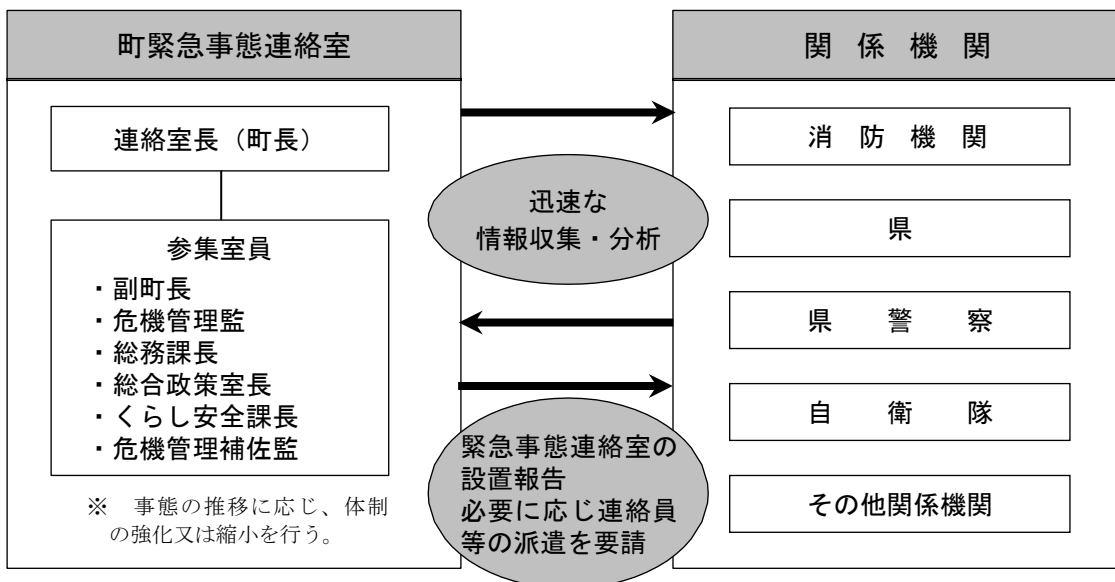 町緊急事態連絡室
連絡室長（町長）
参集室員
・副町長
・危機管理監
・総務課長
・総合政策室長
・くらし安全課長
・危機管理補佐監
※　事態の推移に応じ、体制
の強化又は縮小を行う。
迅速な
情報収集・分析
緊急事態連絡室の
設置報告
必要に応じ連絡員
等の派遣を要請
関　係　機　関
消　防　機　関
県
県　警　察
自　衛　隊
その他関係機関